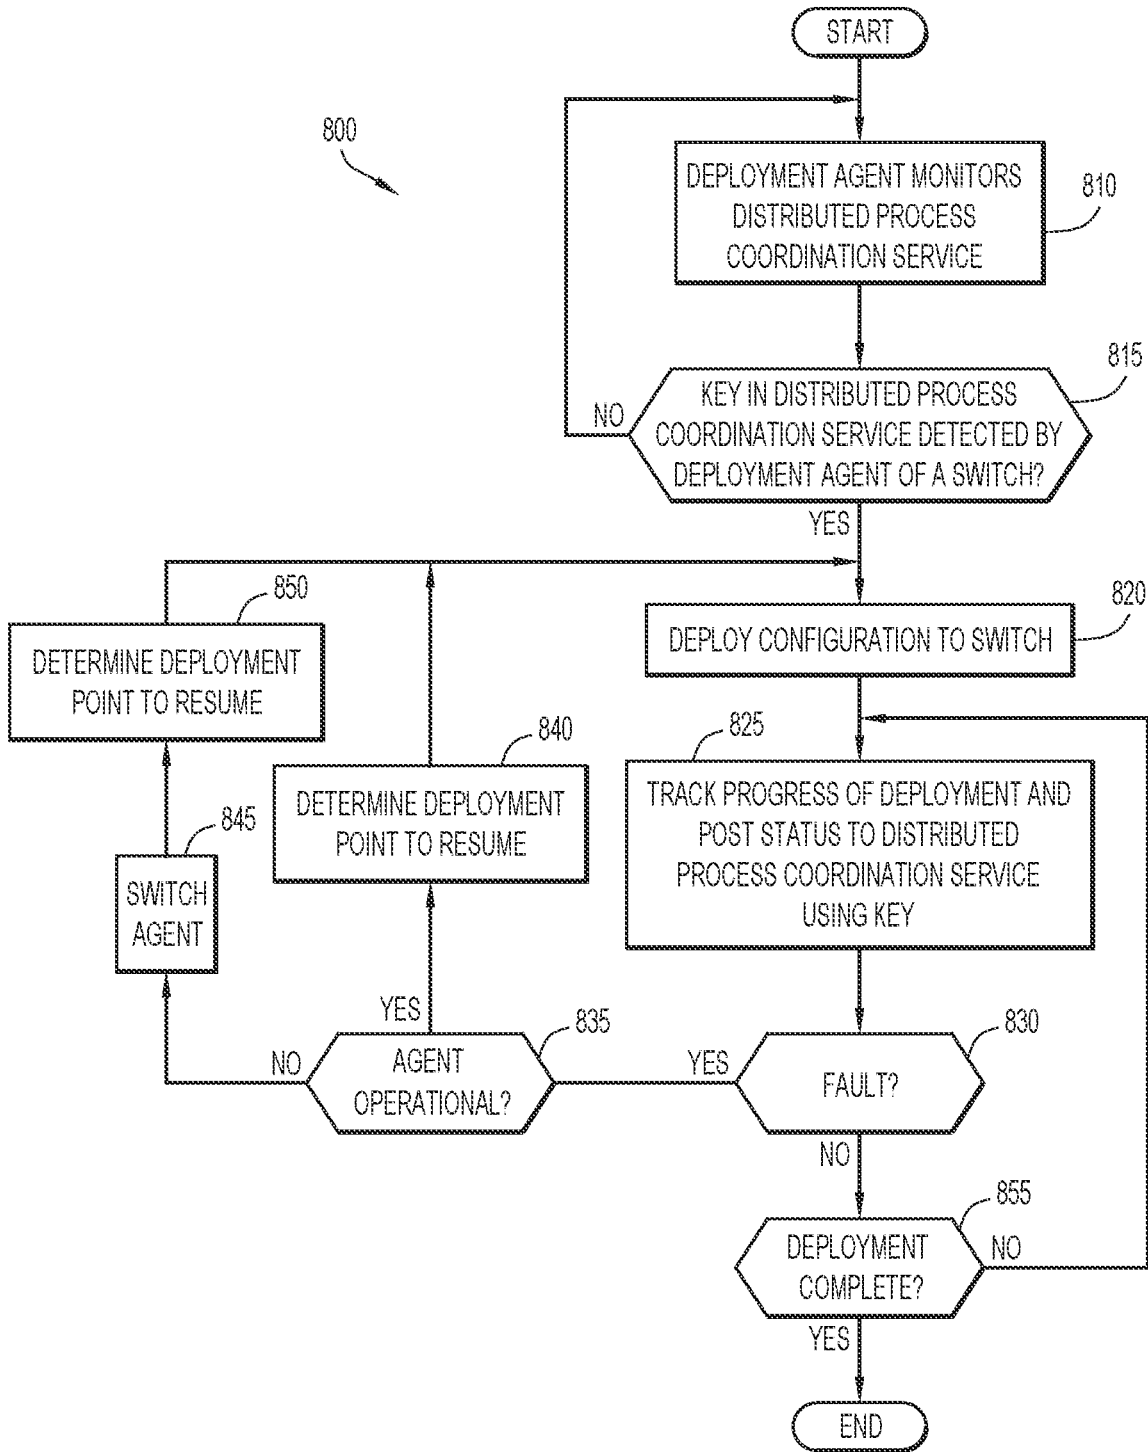 START
800
DEPLOYMENT AGENT MONITORS
DISTRIBUTED PROCESS
COORDINATION SERVICE
810
815
KEY IN DISTRIBUTED PROCESS
COORDINATION SERVICE DETECTED BY
DEPLOYMENT AGENT OF A SWITCH?
NO
YES
850
820
DETERMINE DEPLOYMENT
POINT TO RESUME
DEPLOY CONFIGURATION TO SWITCH
840
825
DETERMINE DEPLOYMENT
POINT TO RESUME
TRACK PROGRESS OF DEPLOYMENT AND
POST STATUS TO DISTRIBUTED
PROCESS COORDINATION SERVICE
USING KEY
845
SWITCH
AGENT
YES
835
830
NO
AGENT
OPERATIONAL?
YES
FAULT?
NO
855
DEPLOYMENT
COMPLETE?
NO
YES
END